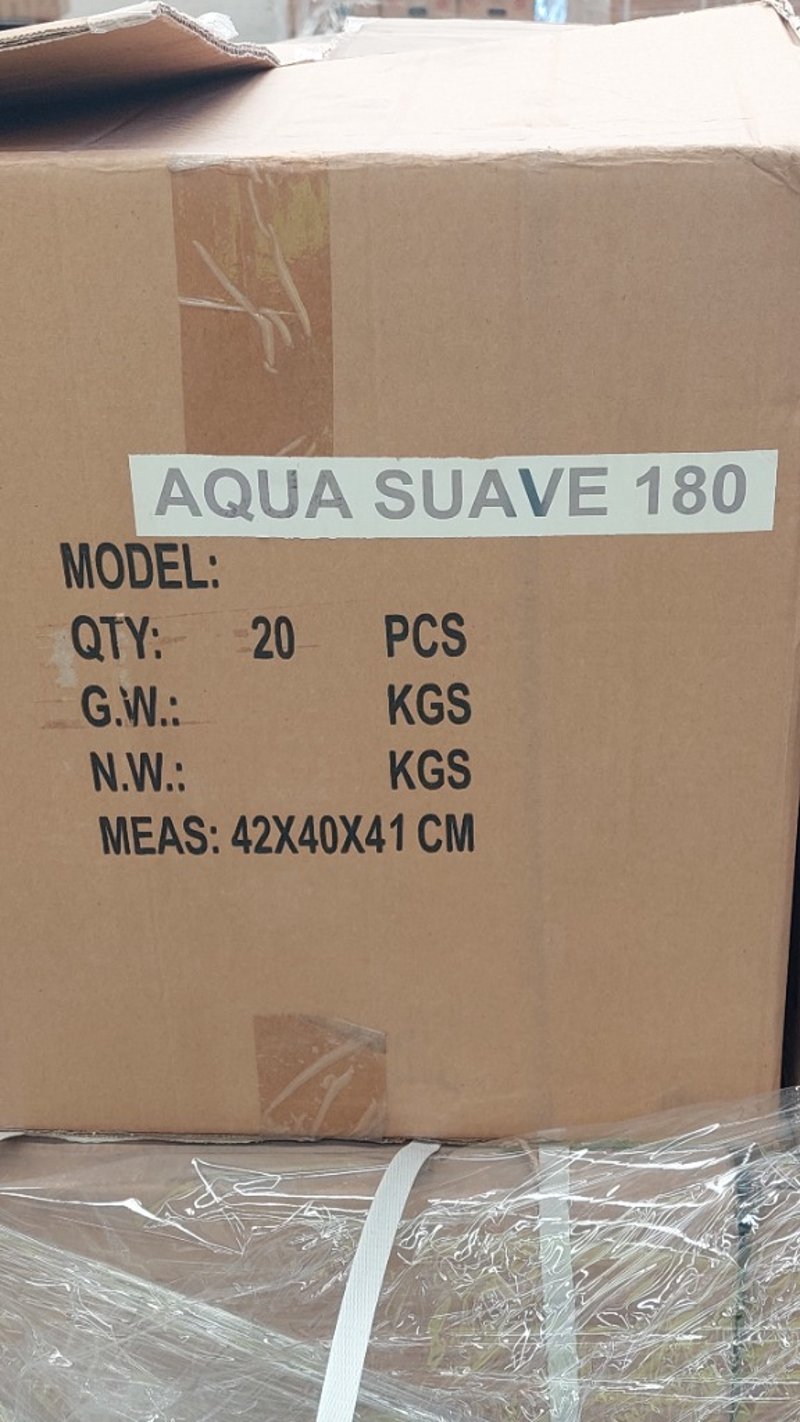 AQUA SUAVE 180
MODEL:
QTY: 20 PCS
G.W.: KGS
N.W.: KGS
MEAS: 42X40X41 CM